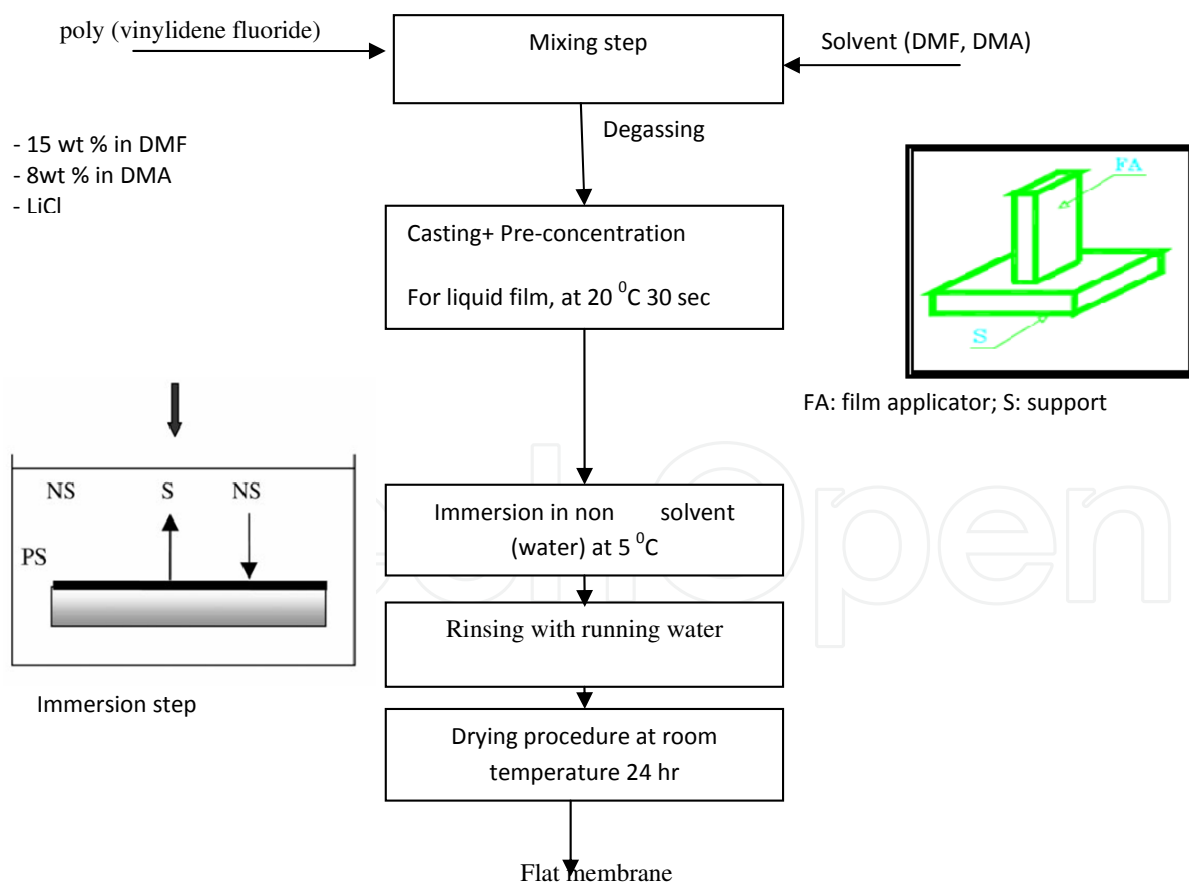 poly (vinylidene fluoride)
Mixing step
Solvent (DMF, DMA)
Degassing
- 15 wt % in DMF
- 8wt % in DMA
- LiCl
FA
S
Casting+ Pre-concentration
For liquid film, at 20 ⁰C 30 sec
FA: film applicator; S: support
NS S NS
PS
Immersion step
Immersion in non solvent
(water) at 5 ⁰C
Rinsing with running water
Drying procedure at room
temperature 24 hr
Flat membrane